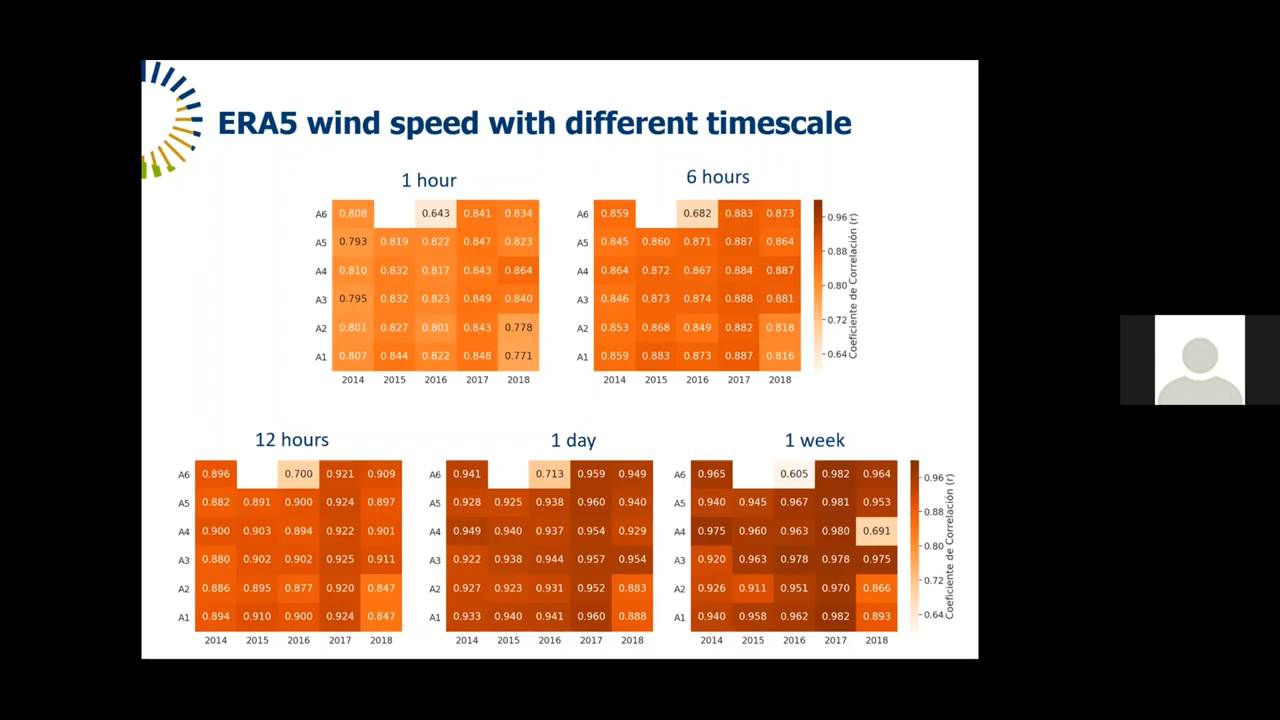 ERA5 wind speed with different timescale
1 hour
A6 0.808 0.643 0.841 0.834
A5 0.793 0.819 0.822 0.847 0.823
A4 0.810 0.832 0.817 0.843 0.864
A3 0.795 0.832 0.823 0.849 0.840
A2 0.801 0.827 0.801 0.843 0.778
A1 0.807 0.844 0.822 0.848 0.771
2014 2015 2016 2017 2018
6 hours
A6 0.859 0.682 0.883 0.873
A5 0.845 0.860 0.871 0.887 0.864
A4 0.864 0.872 0.867 0.884 0.887
A3 0.846 0.873 0.874 0.888 0.881
A2 0.853 0.868 0.849 0.882 0.818
A1 0.859 0.883 0.873 0.887 0.816
2014 2015 2016 2017 2018
0.96
0.88
0.80
0.72
0.64
Coeficiente de Correlación (r)
12 hours
A6 0.896 0.700 0.921 0.909
A5 0.882 0.891 0.900 0.924 0.897
A4 0.900 0.903 0.894 0.922 0.901
A3 0.880 0.902 0.902 0.925 0.911
A2 0.886 0.895 0.877 0.920 0.847
A1 0.894 0.910 0.900 0.924 0.847
2014 2015 2016 2017 2018
1 day
A6 0.941 0.713 0.959 0.949
A5 0.928 0.925 0.938 0.960 0.940
A4 0.949 0.940 0.937 0.954 0.929
A3 0.922 0.938 0.944 0.957 0.954
A2 0.927 0.923 0.931 0.952 0.883
A1 0.933 0.940 0.941 0.960 0.888
2014 2015 2016 2017 2018
1 week
A6 0.965 0.605 0.982 0.964
A5 0.940 0.945 0.967 0.981 0.953
A4 0.975 0.960 0.963 0.980 0.691
A3 0.920 0.963 0.978 0.978 0.975
A2 0.926 0.911 0.951 0.970 0.866
A1 0.940 0.958 0.962 0.982 0.893
2014 2015 2016 2017 2018
0.96
0.88
0.80
0.72
0.64
Coeficiente de Correlación (r)